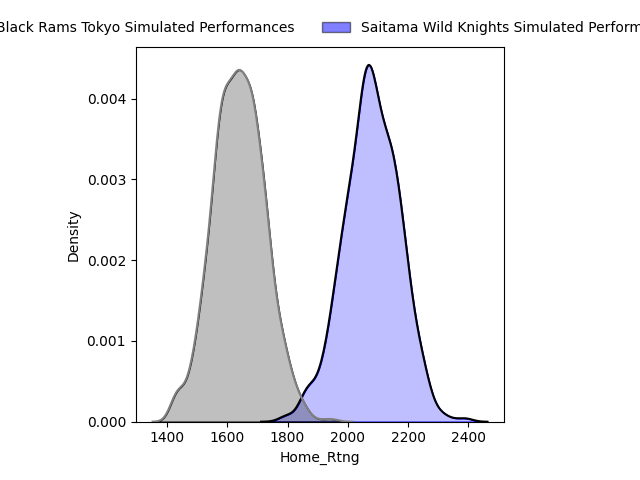 Black Rams Tokyo Simulated Performances
Saitama Wild Knights Simulated Perform
0.004
0.003
0.002
0.001
0.000
Density
1400 1600 1800 2000 2200 2400
Home_Rtng